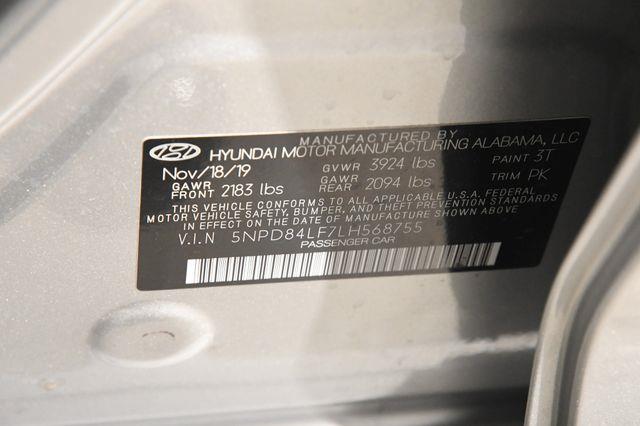 MANUFACTURED BY
HYUNDAI MOTOR MANUFACTURING ALABAMA, LLC
Nov/18/19 GVWR 3924 lbs PAINT 3T
GAWR FRONT 2183 lbs GAWR REAR 2094 lbs TRIM PK
THIS VEHICLE CONFORMS TO ALL APPLICABLE U.S.A. FEDERAL
MOTOR VEHICLE SAFETY, BUMPER, AND THEFT PREVENTION STANDARDS
IN EFFECT ON THE DATE OF MANUFACTURE SHOWN ABOVE.
V.I.N 5NPD84LF7LH568755
PASSENGER CAR